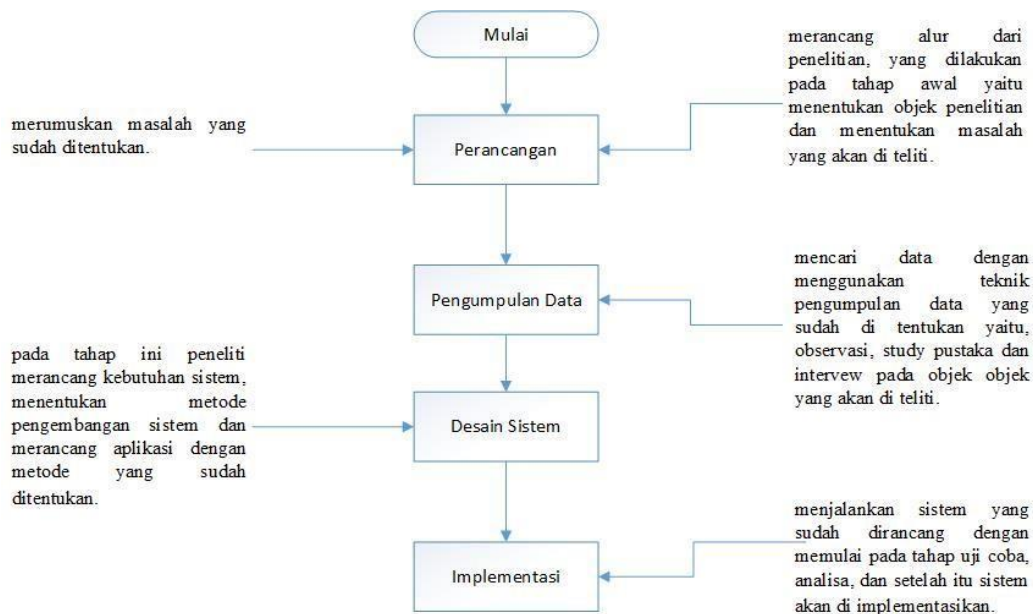 Mulai
merancang alur dari
penelitian, yang dilakukan
pada tahap awal yaitu
menentukan objek penelitian
dan menentukan masalah
yang akan di teliti.
merumuskan masalah yang
sudah ditentukan.
Perancangan
mencari data dengan
menggunakan teknik
pengumpulan data yang
sudah di tentukan yaitu,
observasi, study pustaka dan
intervew pada objek objek
yang akan di teliti.
Pengumpulan Data
pada tahap ini peneliti
merancang kebutuhan sistem,
menentukan metode
pengembangan sistem dan
merancang aplikasi dengan
metode yang sudah
ditentukan.
Desain Sistem
menjalankan sistem yang
sudah dirancang dengan
memulai pada tahap uji coba,
analisa, dan setelah itu sistem
akan di implementasikan.
Implementasi